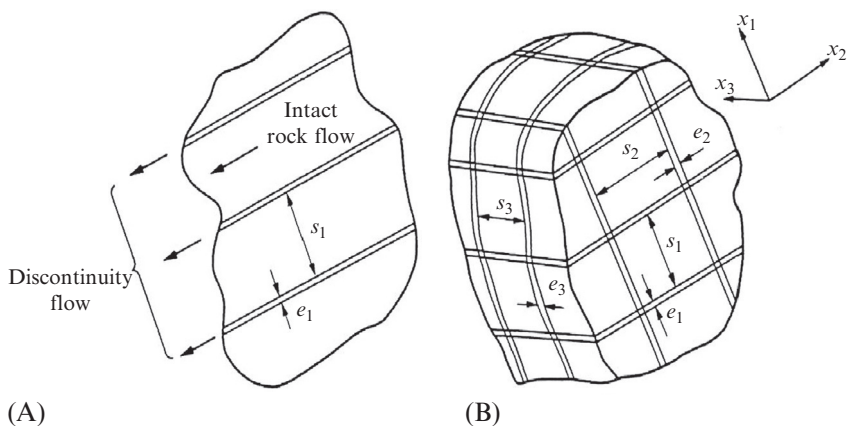 Intact
rock flow
s1
e1
Discontinuity
flow
(A)
x1
x2
x3
s2
e2
s3
s1
e3
e1
(B)